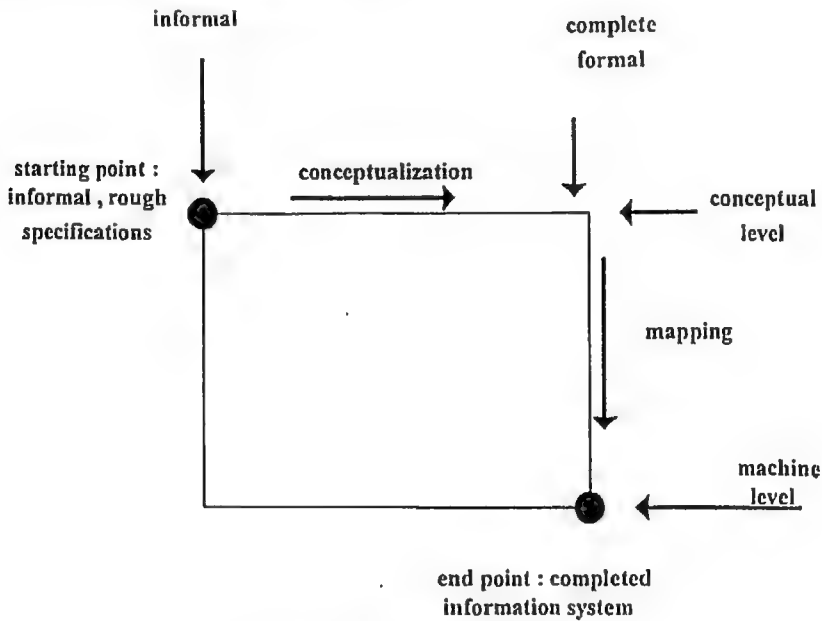 informal
complete
formal
starting point :
informal , rough
specifications
conceptualization
conceptual
level
mapping
machine
level
end point : completed
information system